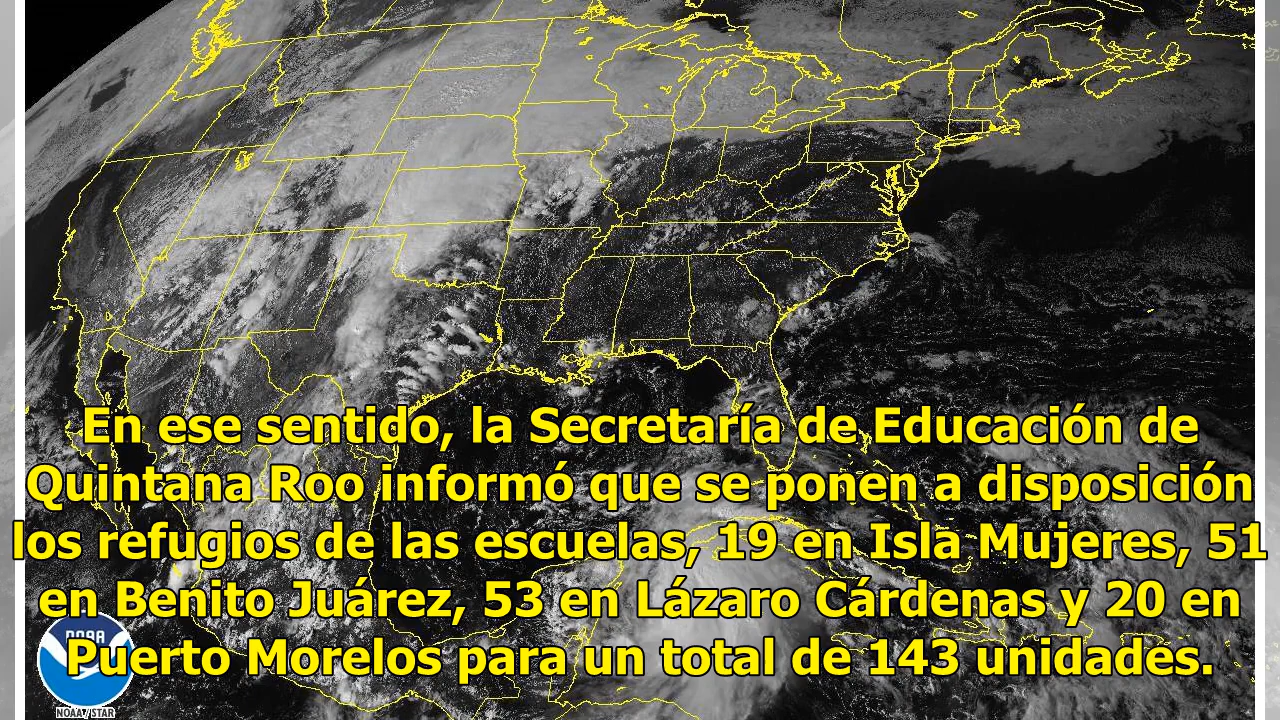 En ese sentido, la Secretaría de Educación de
Quintana Roo informó que se ponen a disposición
los refugios de las escuelas, 19 en Isla Mujeres, 51
en Benito Juárez, 53 en Lázaro Cárdenas y 20 en
NOAA
Puerto Morelos para un total de 143 unidades.
NOAA / STAR